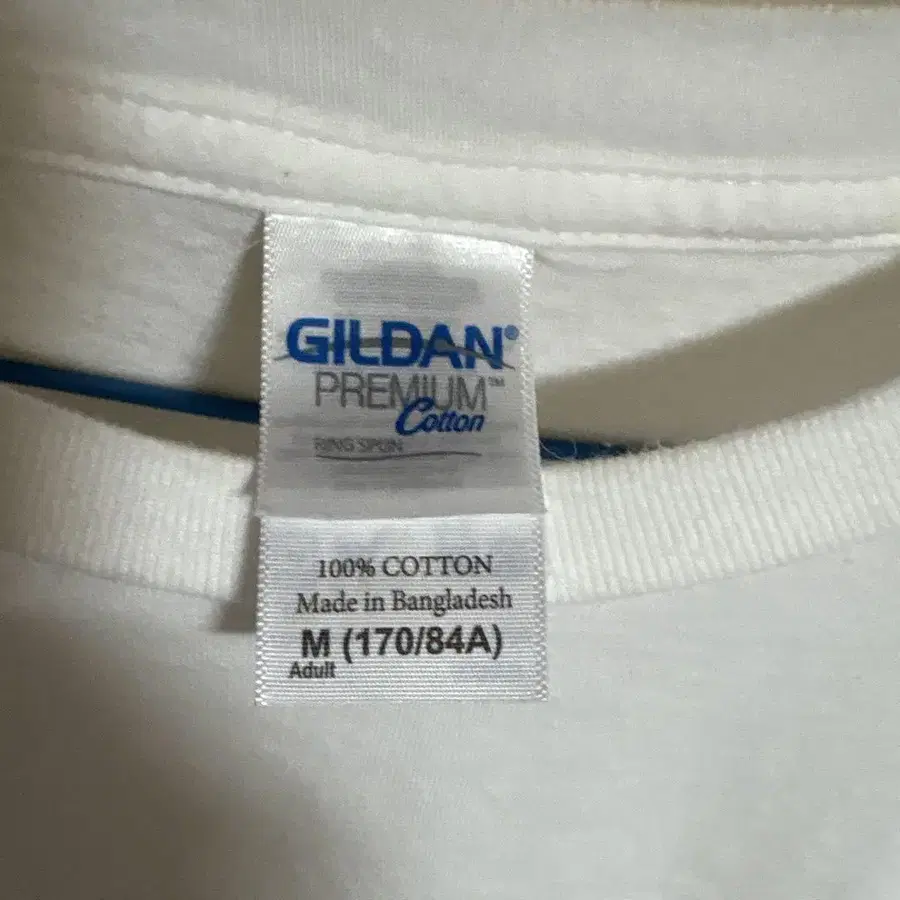 GILDAN®
PREMIUM™
Cotton
RING SPUN
100% COTTON
Made in Bangladesh
M (170/84A)
Adult